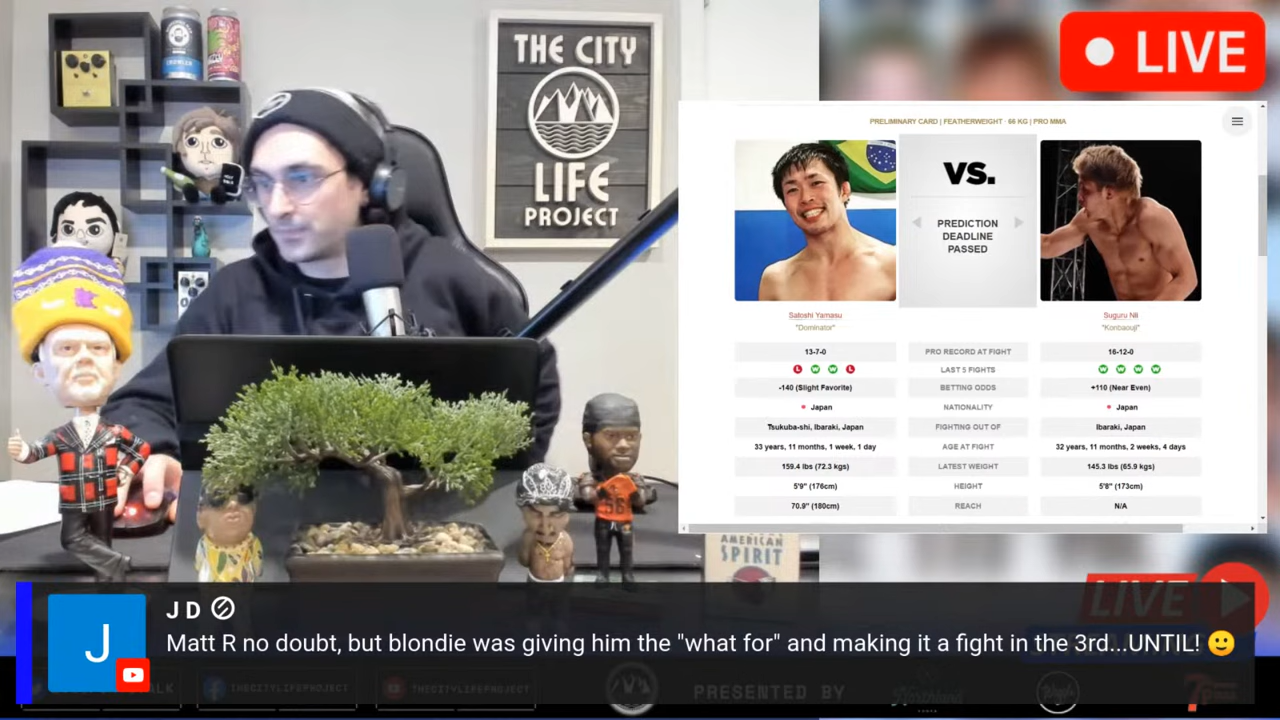 THE CITY
LIFE
PROJECT
LIVE
PRELIMINARY CARD | FEATHERWEIGHT · 66 KG | PRO MMA
VS.
PREDICTION
DEADLINE
PASSED
Satoshi Yamasu
Suguru Nii
"Dominator"
"Konbaouji"
13-7-0
PRO RECORD AT FIGHT
16-12-0
L W W L
LAST 5 FIGHTS
W W W W
-140 (Slight Favorite)
BETTING ODDS
+110 (Near Even)
Japan
NATIONALITY
Japan
Tsukuba-shi, Ibaraki, Japan
FIGHTING OUT OF
Ibaraki, Japan
33 years, 11 months, 1 week, 1 day
AGE AT FIGHT
32 years, 11 months, 2 weeks, 4 days
159.4 lbs (72.3 kgs)
LATEST WEIGHT
145.3 lbs (65.9 kgs)
5'9" (176cm)
HEIGHT
5'8" (173cm)
70.9" (180cm)
REACH
N/A
AMERICAN
SPIRIT
LIVE
J
J D
Matt R no doubt, but blondie was giving him the "what for" and making it a fight in the 3rd...UNTIL! 🙂
THECITYLIFEPROJECT
THECITYLIFEPROJECT
PRESENTED BY